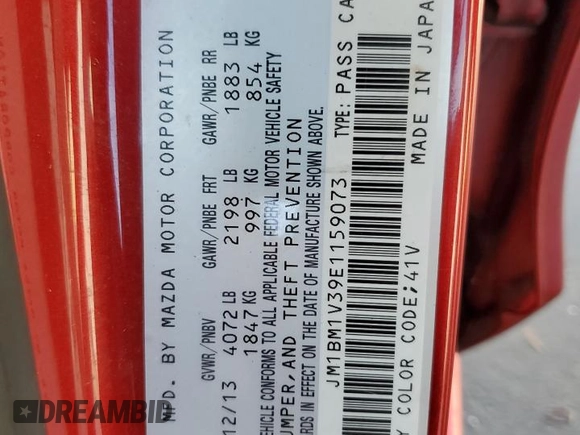 MFD. BY MAZDA MOTOR CORPORATION
GVWR/PNBV GAWR/PNBE FRT GAWR/PNBE RR
12/13 4072 LB 2198 LB 1883 LB
1847 KG 997 KG 854 KG
VEHICLE CONFORMS TO ALL APPLICABLE FEDERAL MOTOR VEHICLE SAFETY
BUMPER, AND THEFT PREVENTION
ARDS IN EFFECT ON THE DATE OF MANUFACTURE SHOWN ABOVE.
JM1BM1V39E1159073 TYPE: PASS CA
Y COLOR CODE;41V MADE IN JAPA
DREAMBID